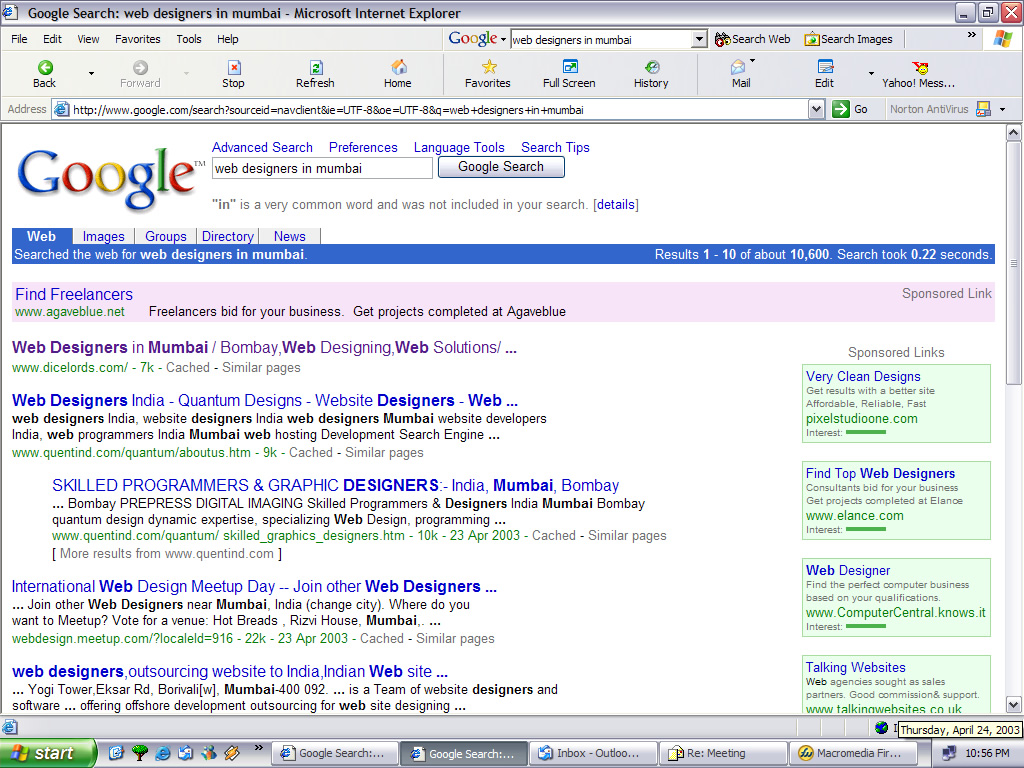 Google Search: web designers in mumbai - Microsoft Internet Explorer
File Edit View Favorites Tools Help
Google web designers in mumbai Search Web Search Images »
Back Forward Stop Refresh Home Favorites Full Screen History Mail Edit Yahoo! Mess...
Address http://www.google.com/search?sourceid=navclient&ie=UTF-8&oe=UTF-8&q=web+designers+in+mumbai Go Norton AntiVirus
Google™
Advanced Search Preferences Language Tools Search Tips
web designers in mumbai Google Search
"in" is a very common word and was not included in your search. [details]
Web Images Groups Directory News
Searched the web for web designers in mumbai. Results 1 - 10 of about 10,600. Search took 0.22 seconds.
Find Freelancers Sponsored Link
www.agaveblue.net Freelancers bid for your business. Get projects completed at Agaveblue
Web Designers in Mumbai / Bombay,Web Designing,Web Solutions/ ...
www.dicelords.com/ - 7k - Cached - Similar pages
Web Designers India - Quantum Designs - Website Designers - Web ...
web designers India, website designers India web designers Mumbai website developers
India, web programmers India Mumbai web hosting Development Search Engine ...
www.quentind.com/quantum/aboutus.htm - 9k - Cached - Similar pages
SKILLED PROGRAMMERS & GRAPHIC DESIGNERS:- India, Mumbai, Bombay
... Bombay PREPRESS DIGITAL IMAGING Skilled Programmers & Designers India Mumbai Bombay
quantum design dynamic expertise, specializing Web Design, programming ...
www.quentind.com/quantum/ skilled_graphics_designers.htm - 10k - 23 Apr 2003 - Cached - Similar pages
[ More results from www.quentind.com ]
International Web Design Meetup Day -- Join other Web Designers ...
... Join other Web Designers near Mumbai, India (change city). Where do you
want to Meetup? Vote for a venue: Hot Breads , Rizvi House, Mumbai,. ...
webdesign.meetup.com/?localeId=916 - 22k - 23 Apr 2003 - Cached - Similar pages
web designers,outsourcing website to India,Indian Web site ...
... Yogi Tower,Eksar Rd, Borivali[w], Mumbai-400 092. ... is a Team of website designers and
software ... offering offshore development outsourcing for web site designing ...
Sponsored Links
Very Clean Designs
Get results with a better site
Affordable, Reliable, Fast
pixelstudioone.com
Interest:
Find Top Web Designers
Consultants bid for your business
Get projects completed at Elance
www.elance.com
Interest:
Web Designer
Find the perfect computer business
based on your qualifications.
www.ComputerCentral.knows.it
Interest:
Talking Websites
Web agencies sought as sales
partners. Good commission& support.
www.talkingwebsites.co.uk
Thursday, April 24, 2003
start » Google Search:... Google Search:... Inbox - Outloo... Re: Meeting Macromedia Fir... 10:56 PM